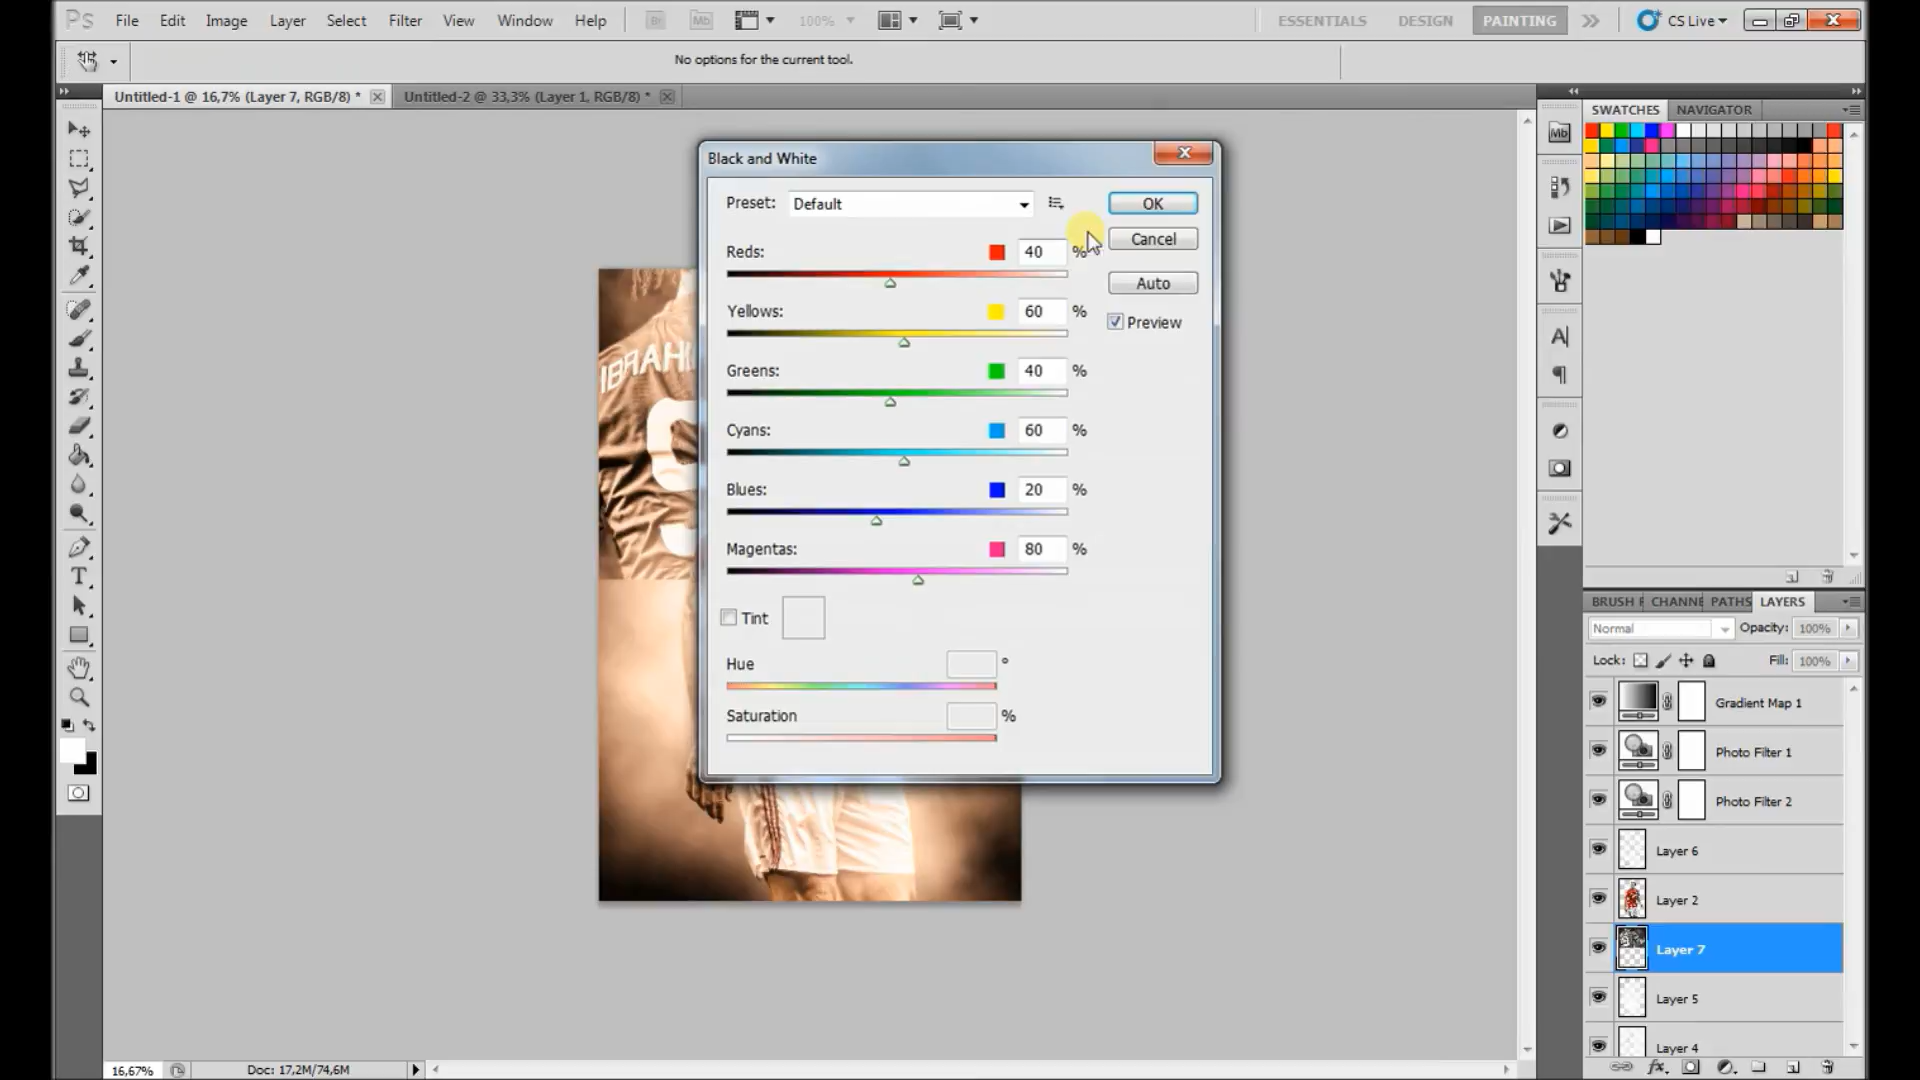 Ps File Edit Image Layer Select Filter View Window Help Br Mb 100% ESSENTIALS DESIGN PAINTING CS Live
No options for the current tool.
Untitled-1 @ 16,7% (Layer 7, RGB/8) * Untitled-2 @ 33,3% (Layer 1, RGB/8) *
SWATCHES NAVIGATOR
Mb
Black and White
Preset: Default OK
Cancel
Reds: 40 %
Auto
Yellows: 60 %
Preview
Greens: 40 %
Cyans: 60 %
Blues: 20 %
Magentas: 80 %
Tint
Hue °
Saturation %
CHANNE PATHS LAYERS
Normal Opacity: 100%
Lock: Fill: 100%
Gradient Map 1
Photo Filter 1
Photo Filter 2
Layer 6
Layer 2
Layer 7
Layer 5
Layer 4
16,67% Doc: 17,2M/74,6M